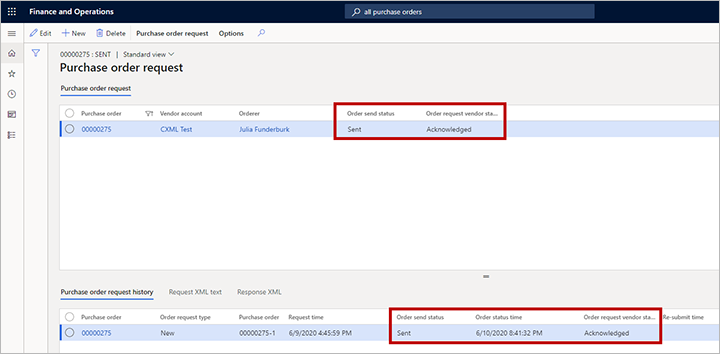 Finance and Operations
all purchase orders
Edit New Delete Purchase order request Options
00000275 : SENT | Standard view
Purchase order request
Purchase order request
Purchase order Vendor account Orderer Order send status Order request vendor sta...
00000275 CXML Test Julia Funderburk Sent Acknowledged
Purchase order request history Request XML text Response XML
Purchase order Order request type Purchase order Request time Order send status Order status time Order request vendor sta... Re-submit time
00000275 New 00000275-1 6/9/2020 4:45:59 PM Sent 6/10/2020 8:41:32 PM Acknowledged